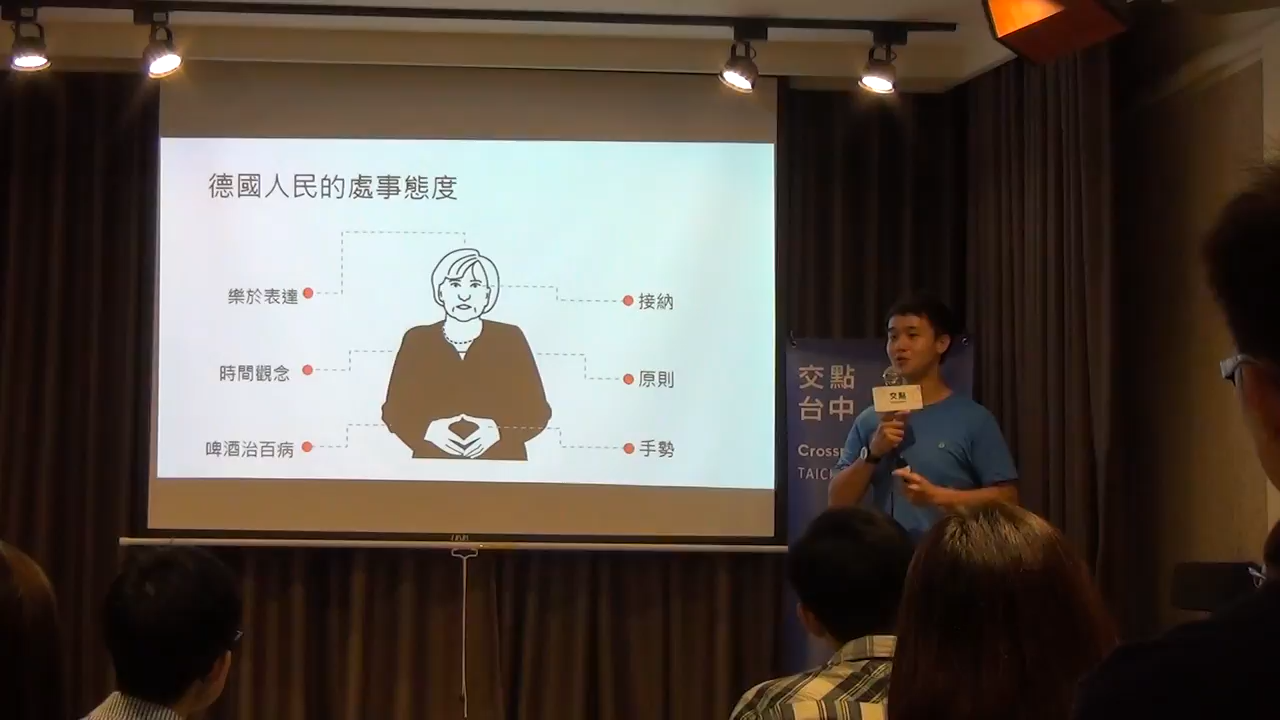 德國人民的處事態度
樂於表達
接納
時間觀念
原則
啤酒治百病
手勢
交點
台中
交點